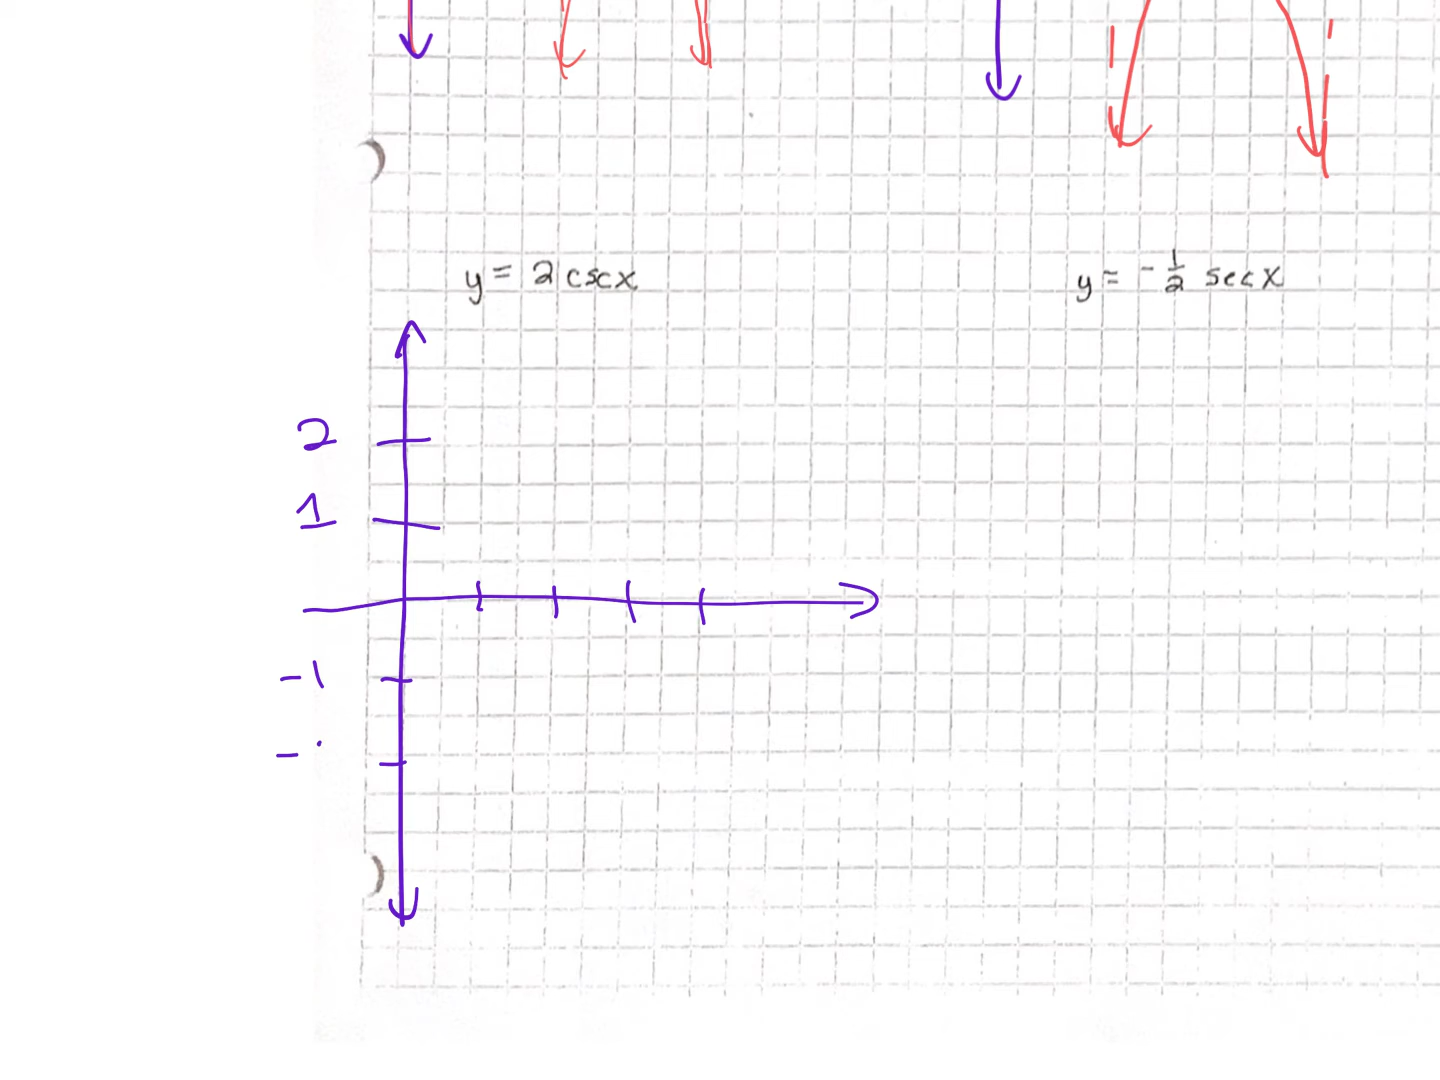 y = 2 cscx
y = - 1/2 secx
2
1
-1
-